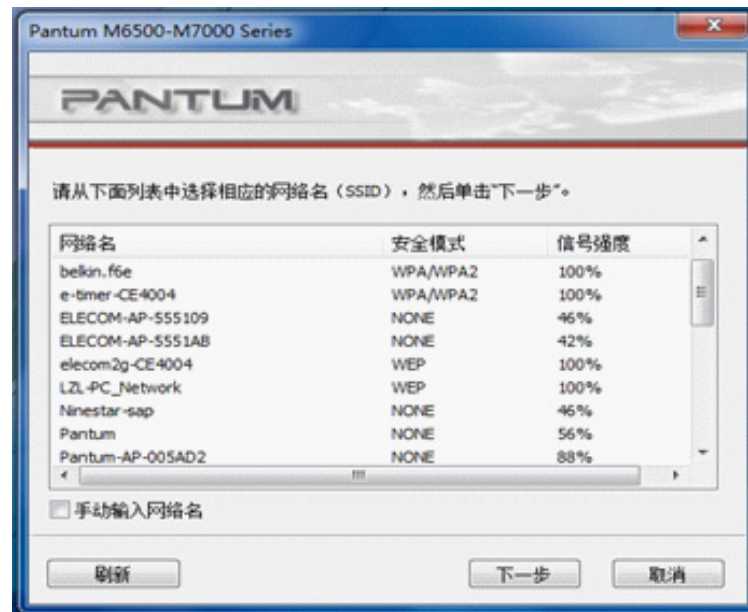 Pantum M6500-M7000 Series
PANTUM
请从下面列表中选择相应的网络名（SSID），然后单击“下一步”。
网络名 安全模式 信号强度
belkin.f6e WPA/WPA2 100%
e-timer-CE4004 WPA/WPA2 100%
ELECOM-AP-555109 NONE 46%
ELECOM-AP-5551AB NONE 42%
elecom2g-CE4004 WEP 100%
LZL-PC_Network WEP 100%
Ninestar-sap NONE 46%
Pantum NONE 56%
Pantum-AP-005AD2 NONE 88%
手动输入网络名
刷新 下一步 取消